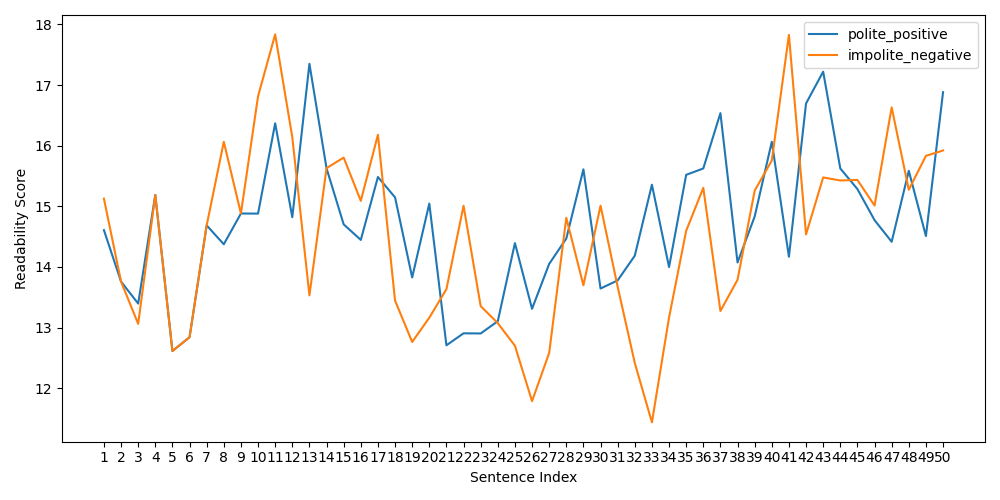 18
17
16
15
14
13
12
Readability Score
polite_positive
impolite_negative
1 2 3 4 5 6 7 8 9 10 11 12 13 14 15 16 17 18 19 20 21 22 23 24 25 26 27 28 29 30 31 32 33 34 35 36 37 38 39 40 41 42 43 44 45 46 47 48 49 50
Sentence Index